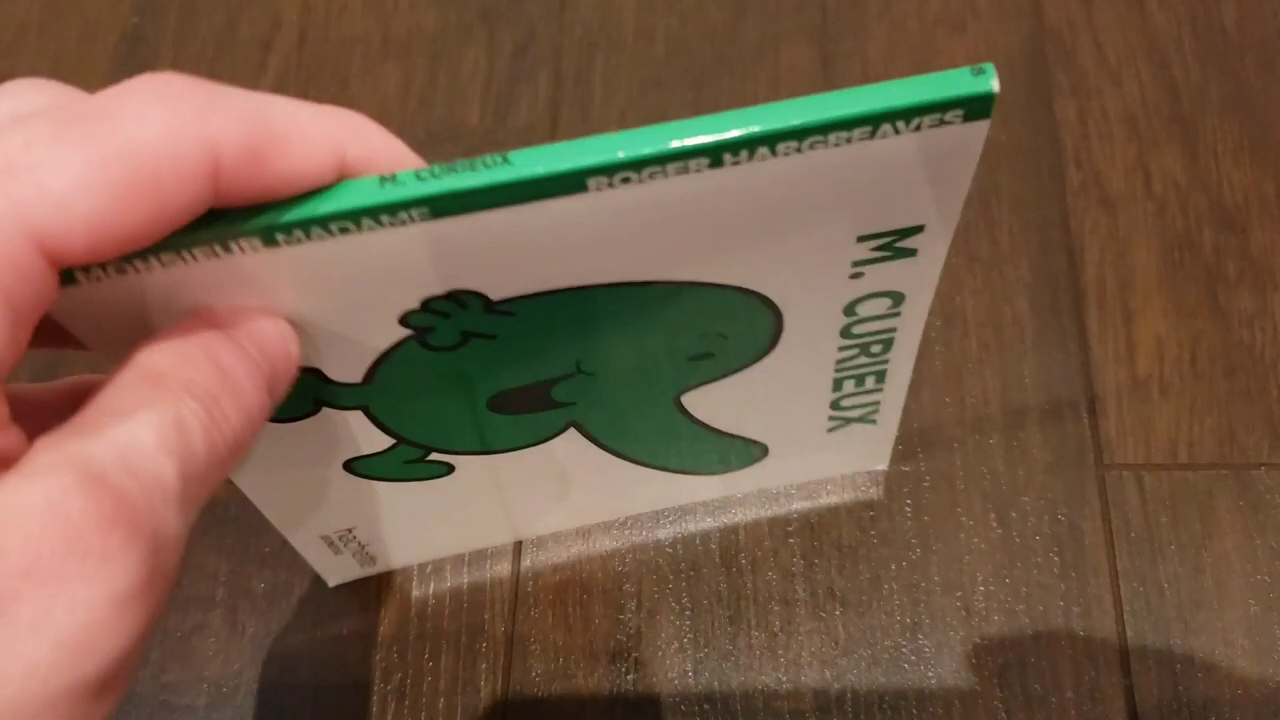 M. CURIEUX
MONSIEUR MADAME
ROGER HARGREAVES
M. CURIEUX
hachette